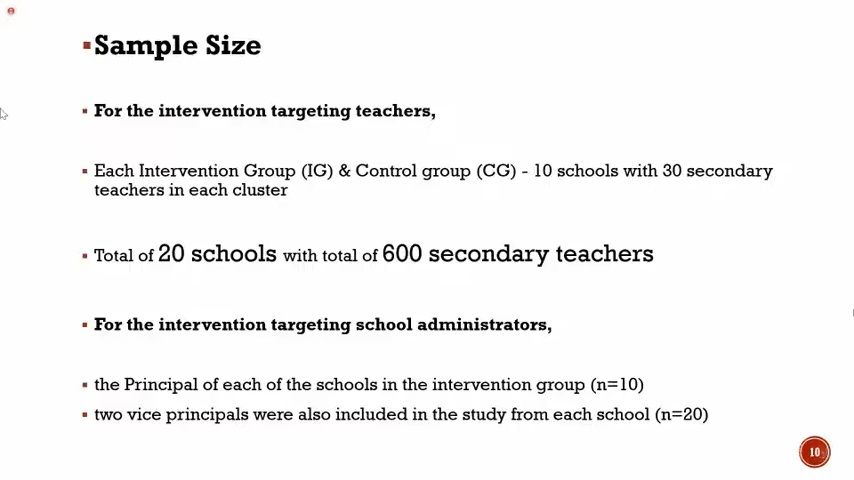 Sample Size
For the intervention targeting teachers,
Each Intervention Group (IG) & Control group (CG) - 10 schools with 30 secondary
teachers in each cluster
Total of 20 schools with total of 600 secondary teachers
For the intervention targeting school administrators,
the Principal of each of the schools in the intervention group (n=10)
two vice principals were also included in the study from each school (n=20)
10